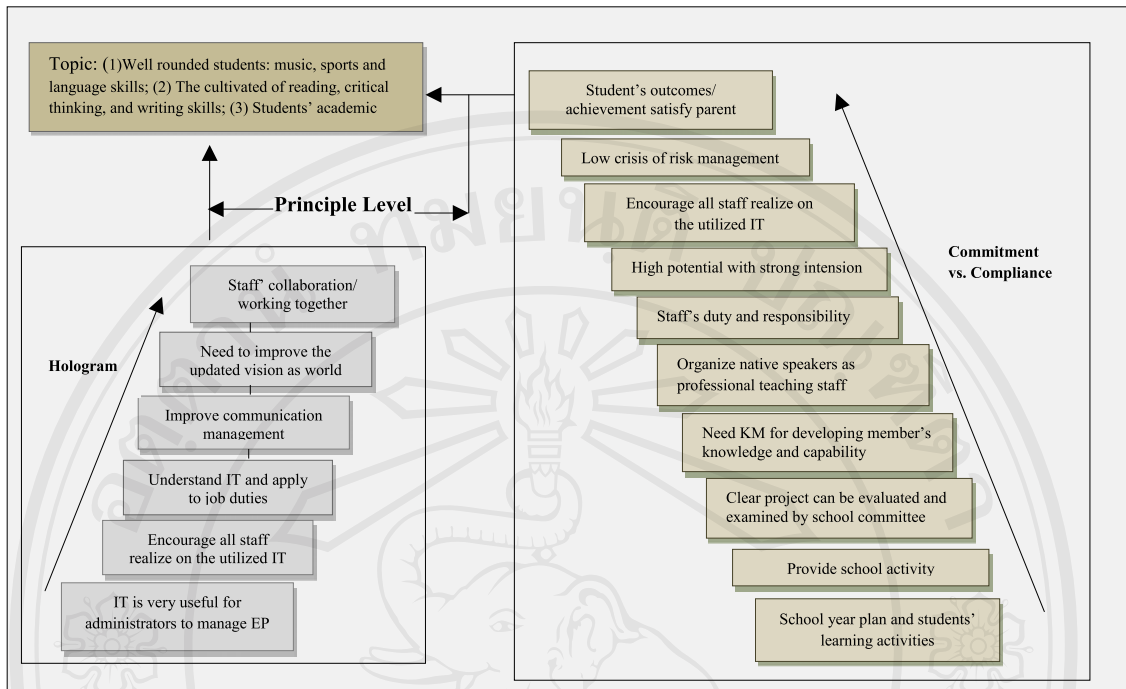 Topic: (1)Well rounded students: music, sports and
language skills; (2) The cultivated of reading, critical
thinking, and writing skills; (3) Students' academic
Principle Level
Hologram
Staff' collaboration/
working together
Need to improve the
updated vision as world
Improve communication
management
Understand IT and apply
to job duties
Encourage all staff
realize on the utilized IT
IT is very useful for
administrators to manage EP
Student's outcomes/
achievement satisfy parent
Low crisis of risk management
Encourage all staff realize on
the utilized IT
High potential with strong intension
Staff's duty and responsibility
Organize native speakers as
professional teaching staff
Need KM for developing member's
knowledge and capability
Clear project can be evaluated and
examined by school committee
Provide school activity
School year plan and students'
learning activities
Commitment
vs. Compliance